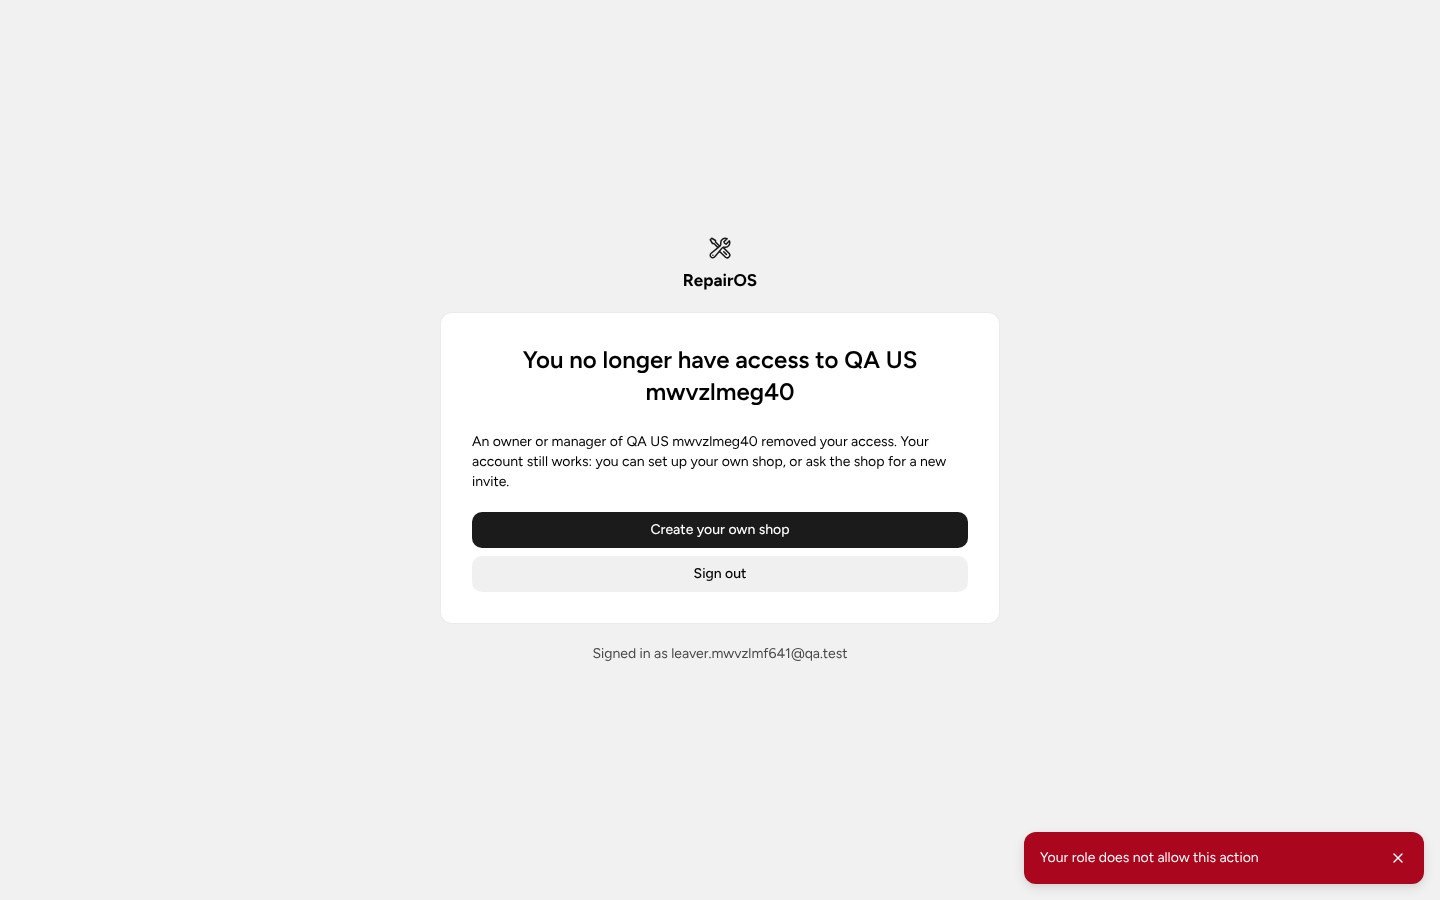 RepairOS
You no longer have access to QA US
mwvzlmeg40
An owner or manager of QA US mwvzlmeg40 removed your access. Your
account still works: you can set up your own shop, or ask the shop for a new
invite.
Create your own shop
Sign out
Signed in as leaver.mwvzlmf641@qa.test
Your role does not allow this action